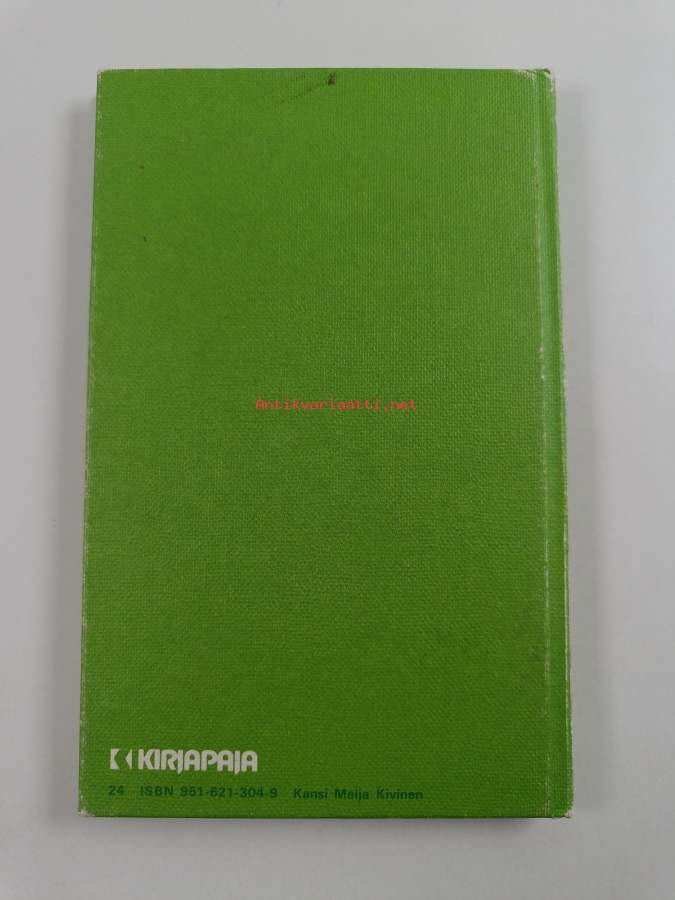 Antikvariaatti.net
KIRJAPAJA
24 ISBN 951-621-304-9 Kansi Maija Kivinen